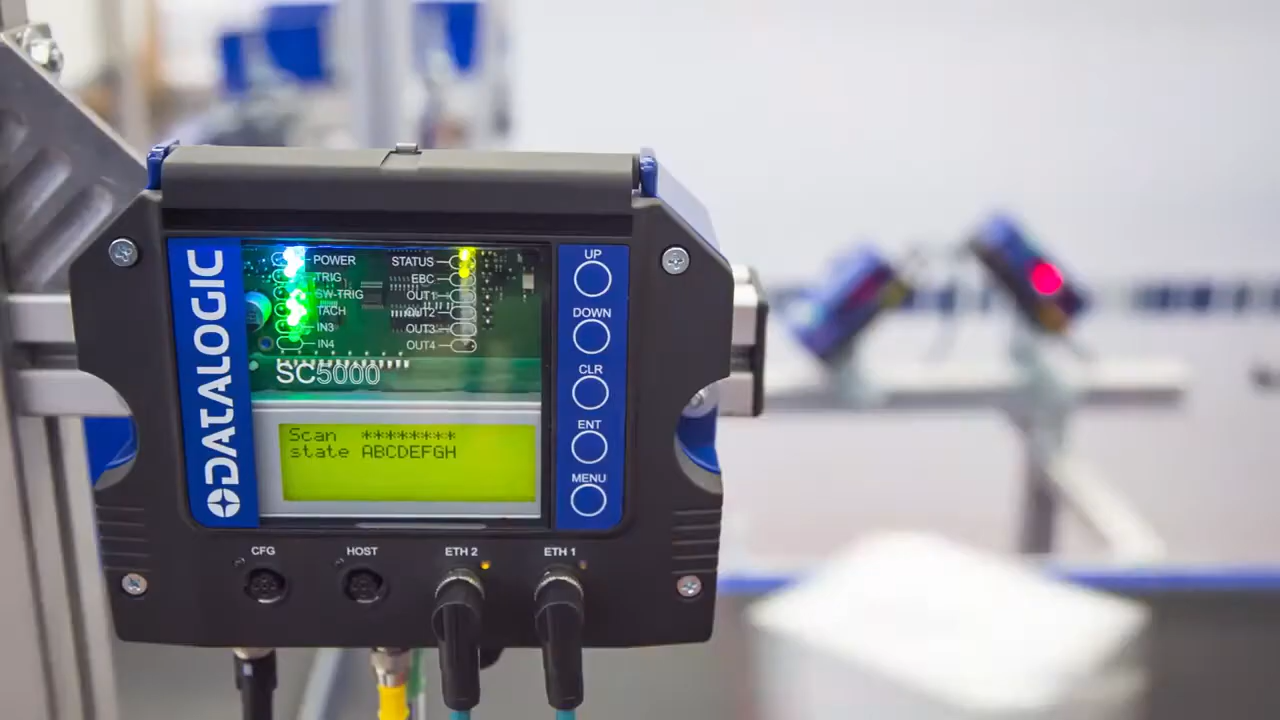 DATALOGIC
POWER
TRIG
SW-TRIG
TACH
IN3
IN4
STATUS
EBC
OUT1
OUT2
OUT3
OUT4
SC5000
Scan ********
state ABCDEFGH
UP
DOWN
CLR
ENT
MENU
CFG
HOST
ETH 2
ETH 1